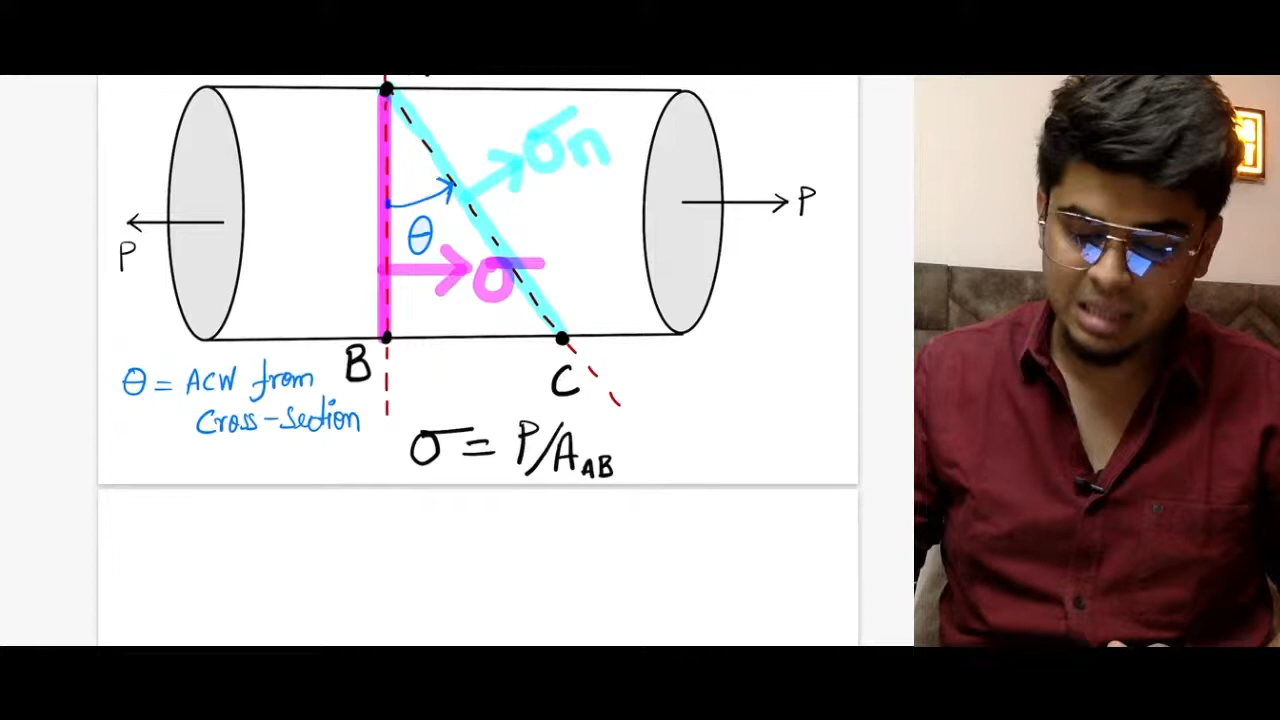 σn
P
P
θ
σ
B
θ = ACW from
Cross-section
C
σ = P/A_AB